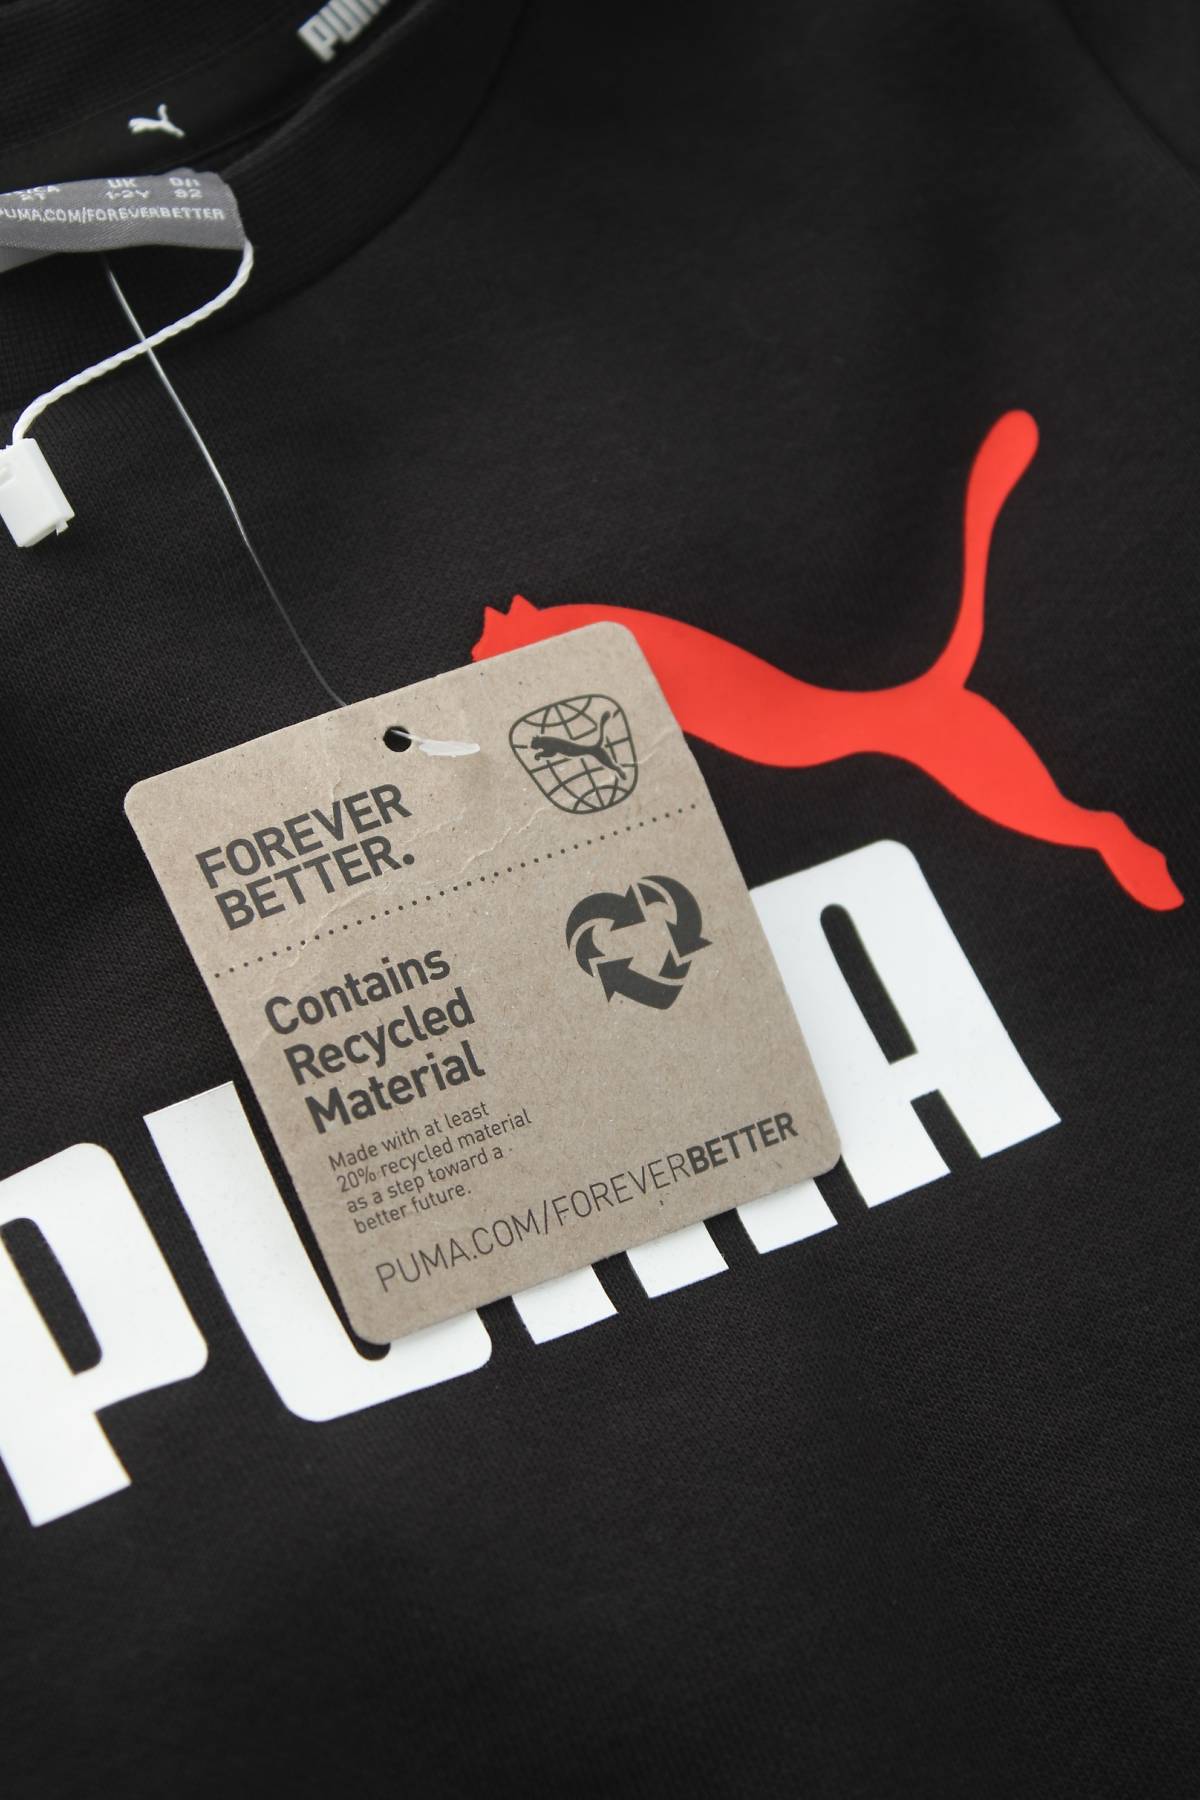 PUMA
UK
1-2Y 92
PUMA.COM/FOREVERBETTER
FOREVER
BETTER.
Contains
Recycled
Material
Made with at least
20% recycled material
as a step toward a
better future.
PUMA.COM/FOREVERBETTER
PUMA